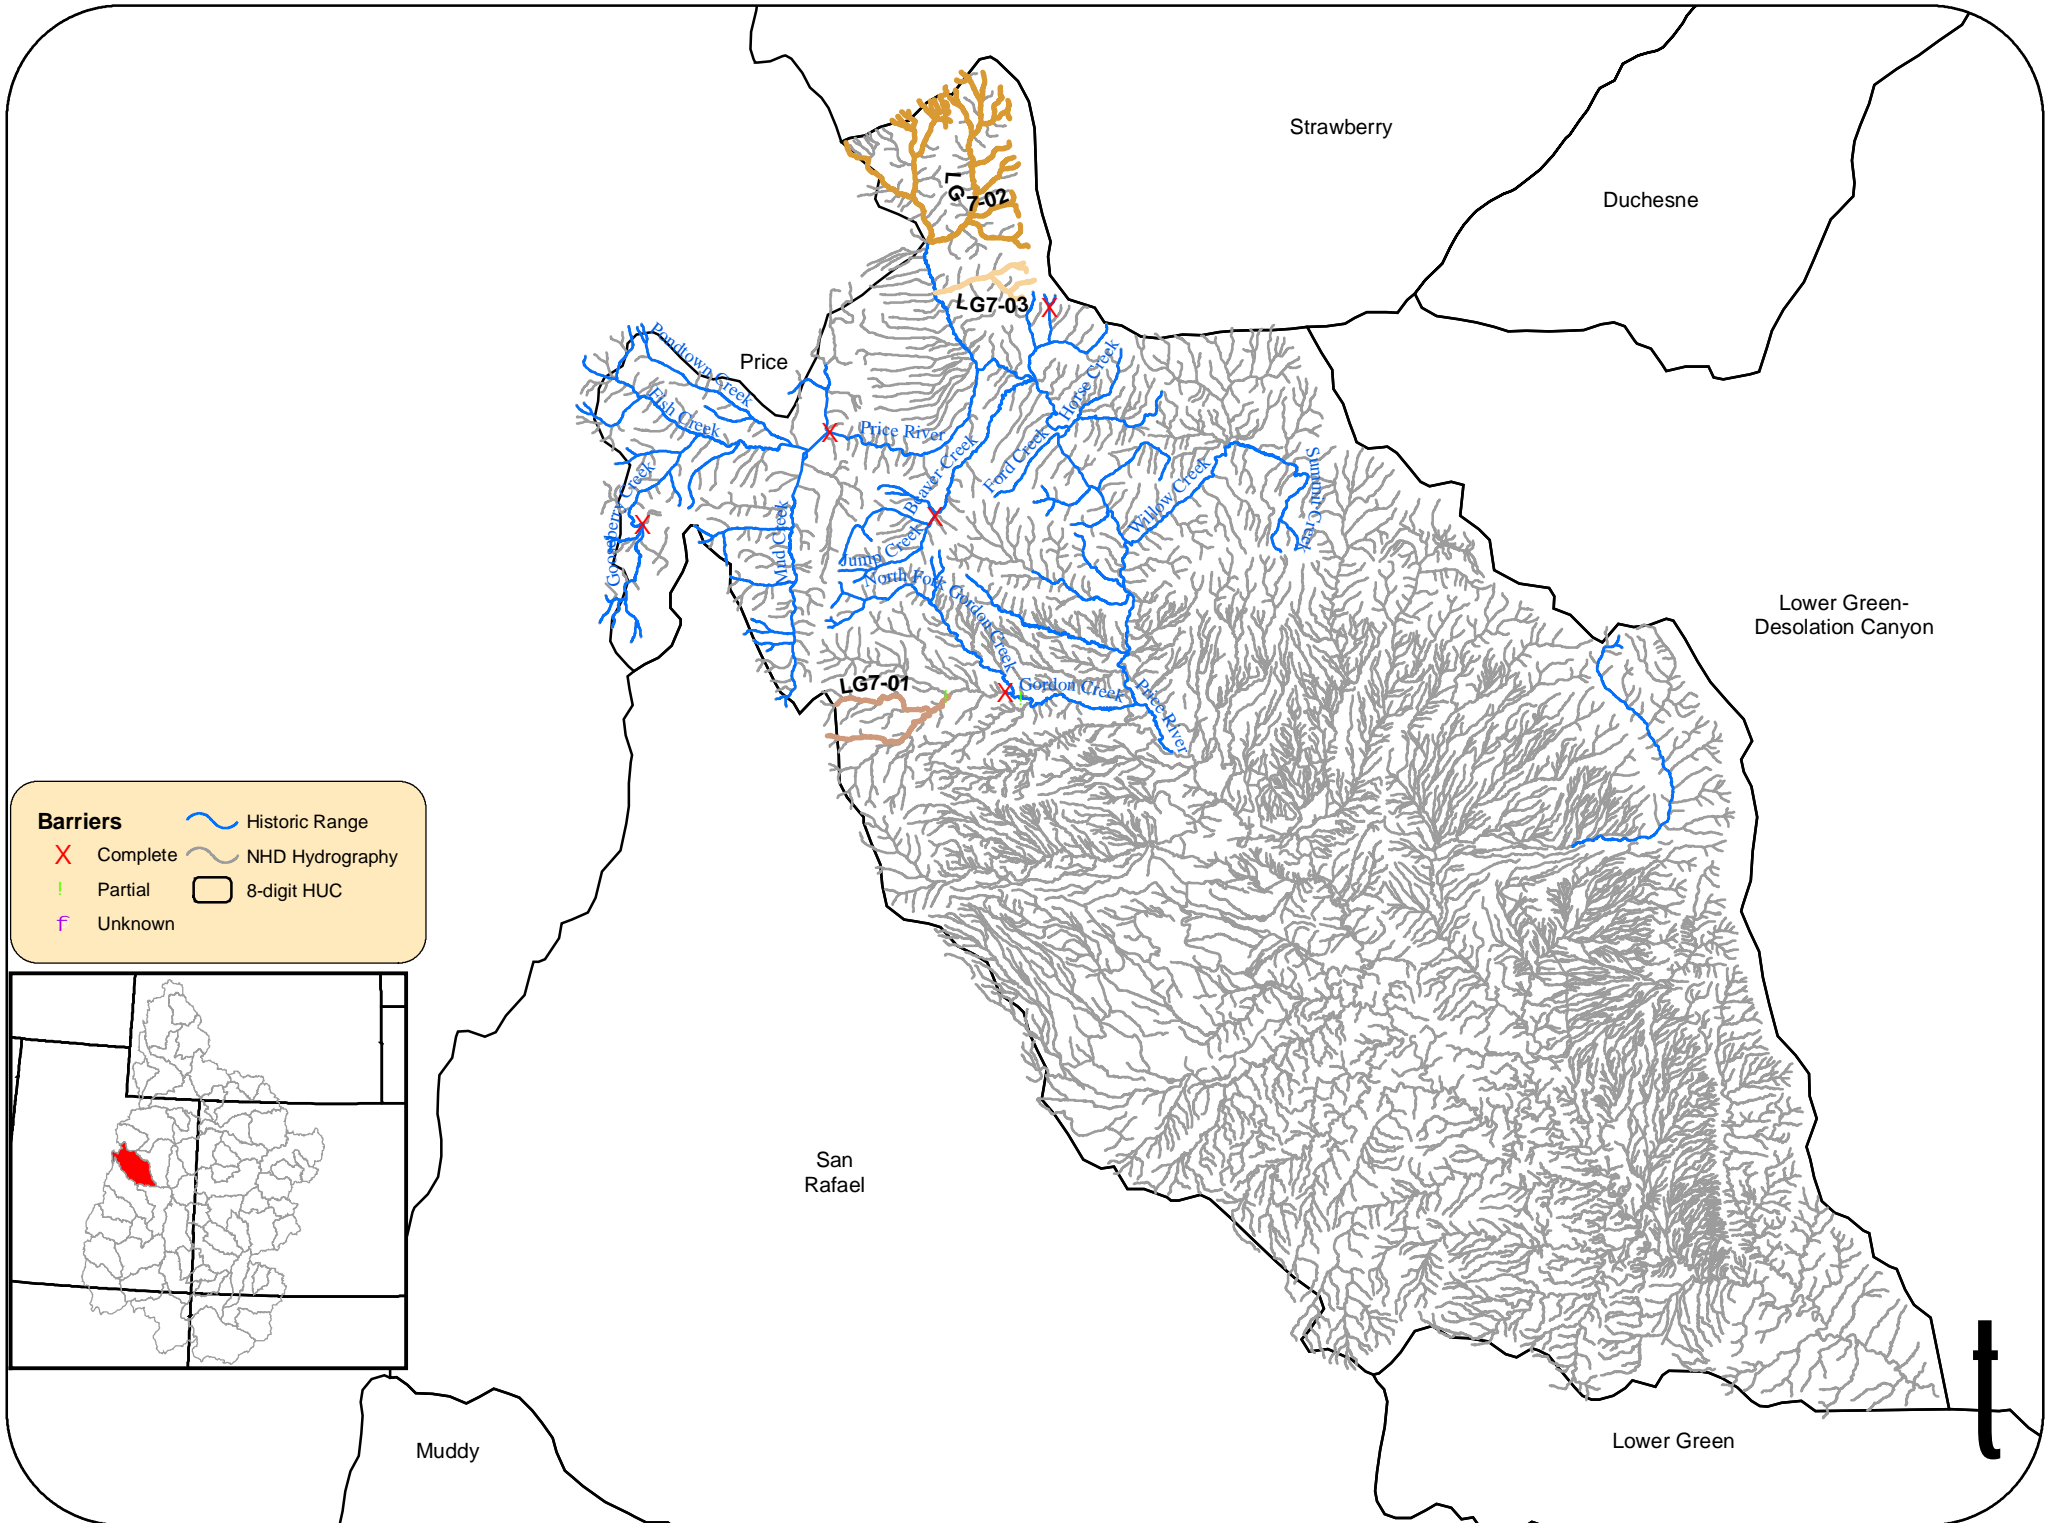 Strawberry
Duchesne
LG
7-02
LG7-03
Pondtown Creek
Price
Fish Creek
Horse Creek
Price River
Beaver Creek
Ford Creek
Gooseberry Creek
Willow Creek
Summit Creek
Mud Creek
Jump Creek
North Fork Gordon Creek
Lower Green-
Desolation Canyon
LG7-01
Gordon Creek
Price River
Barriers
Complete
Partial
Unknown
Historic Range
NHD Hydrography
8-digit HUC
San
Rafael
Muddy
Lower Green